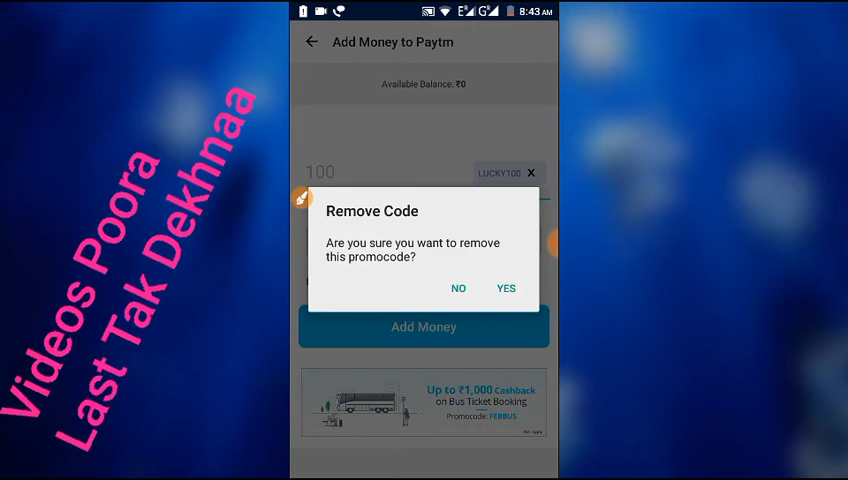 Videos Poora
Last Tak Dekhnaa
8:43 AM
Add Money to Paytm
Available Balance: ₹0
100
LUCKY100 X
Remove Code
Are you sure you want to remove
this promocode?
NO YES
Add Money
Up to ₹1,000 Cashback
on Bus Ticket Booking
Promocode: FEBBUS